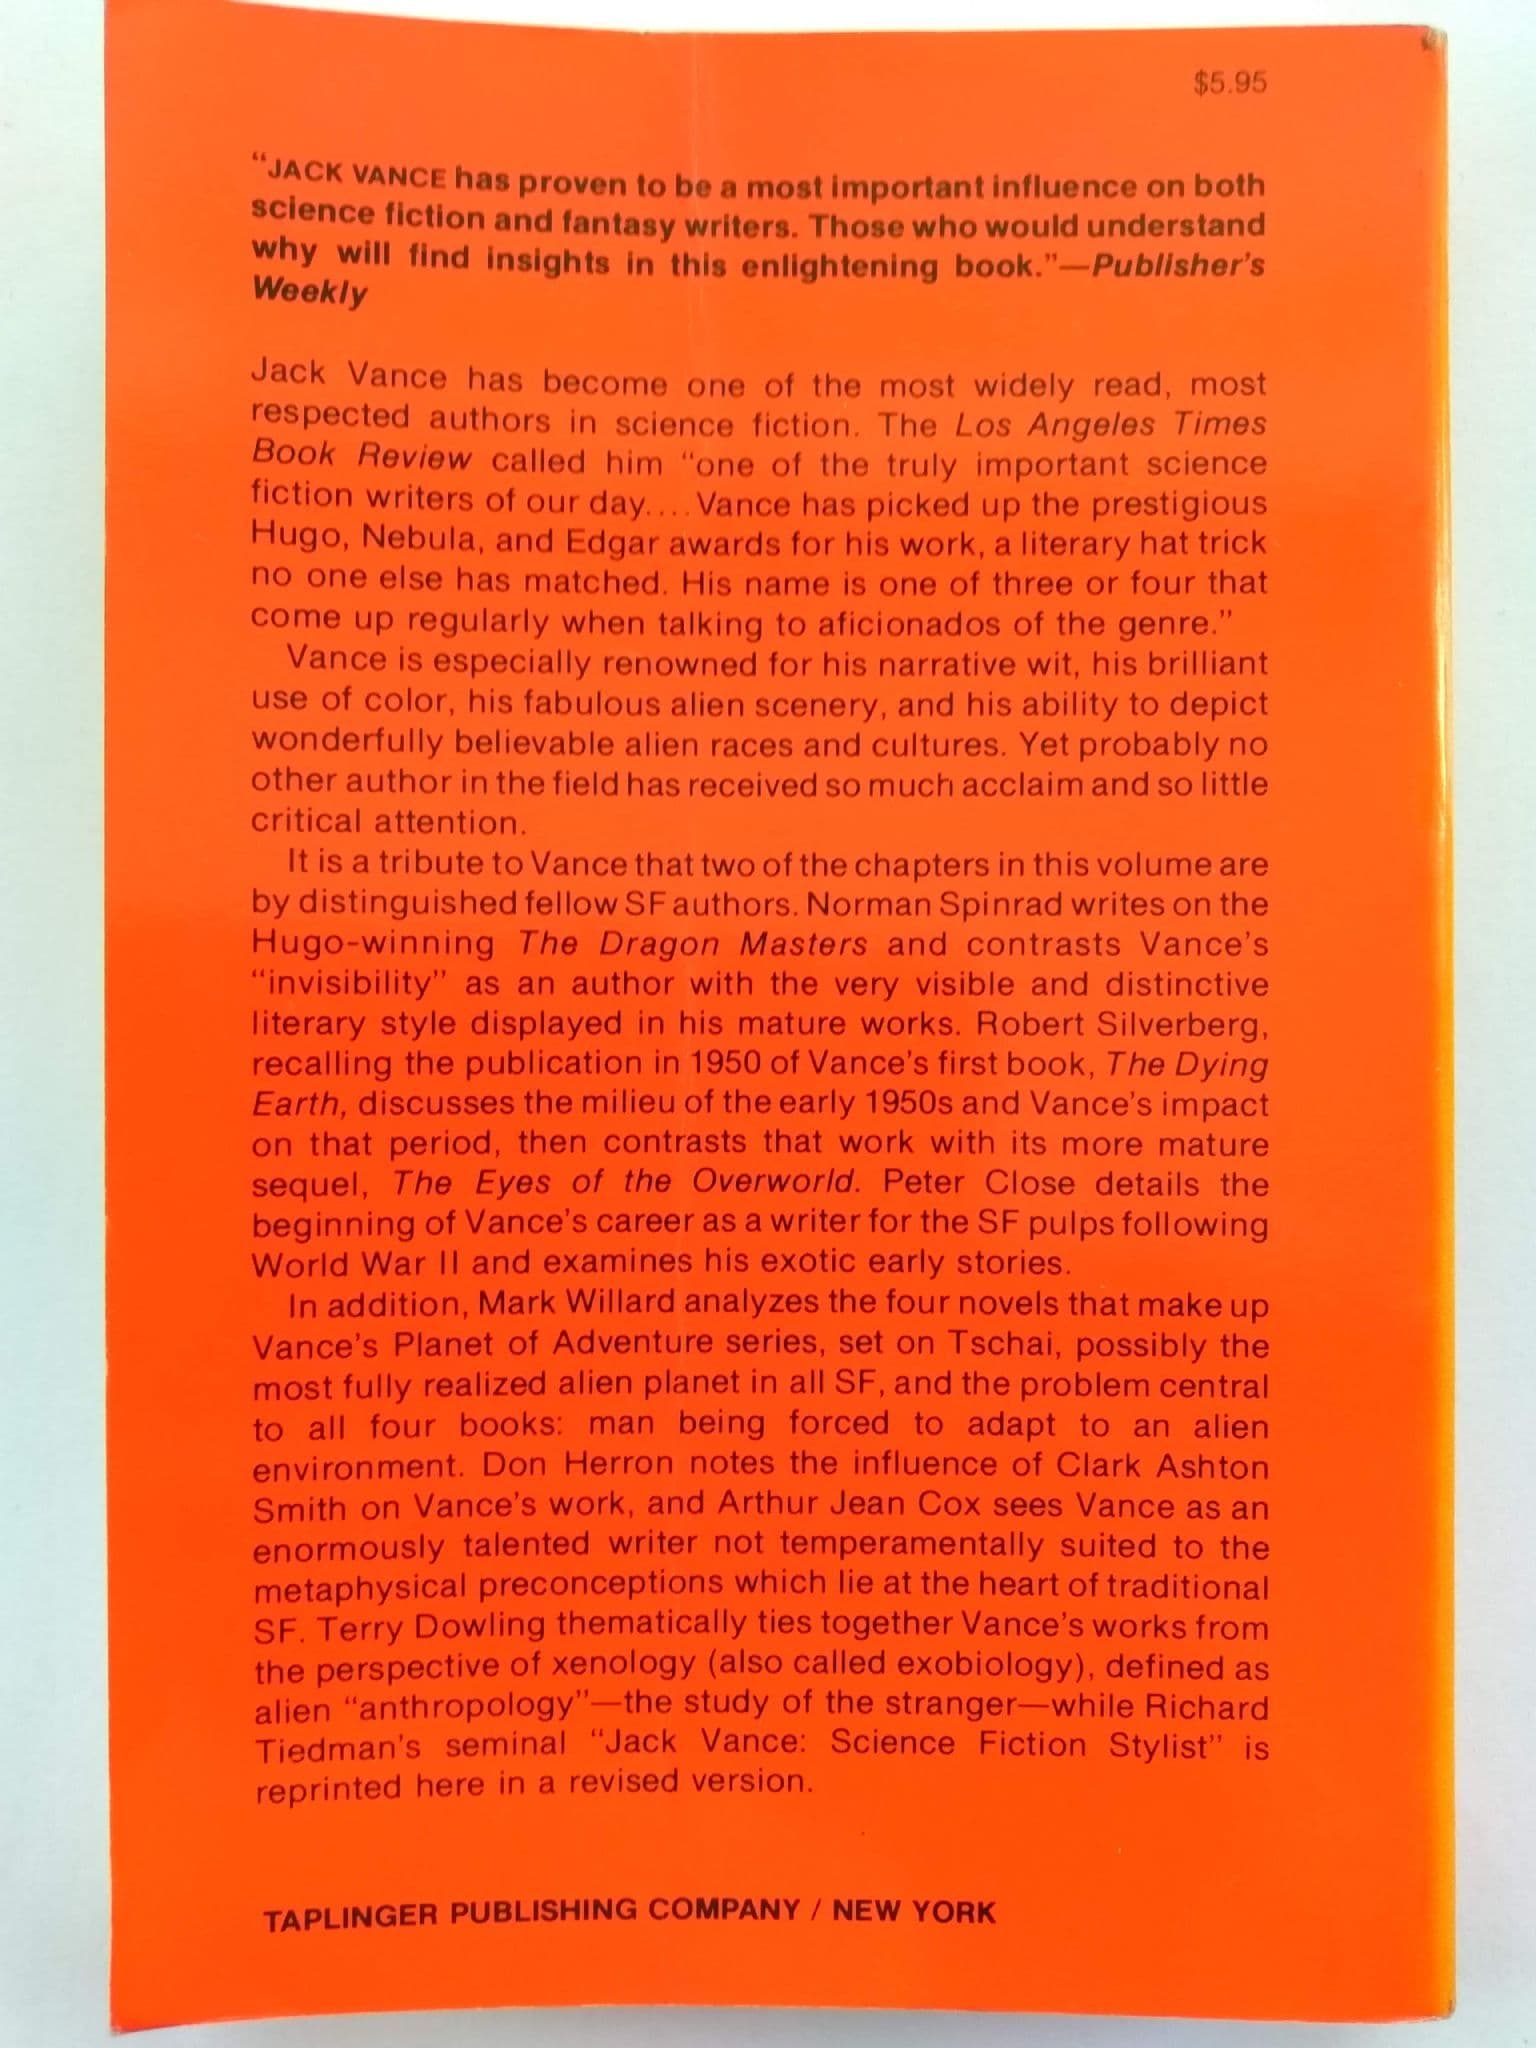 $5.95
“JACK VANCE has proven to be a most important influence on both
science fiction and fantasy writers. Those who would understand
why will find insights in this enlightening book.”—Publisher’s
Weekly
Jack Vance has become one of the most widely read, most
respected authors in science fiction. The Los Angeles Times
Book Review called him “one of the truly important science
fiction writers of our day.... Vance has picked up the prestigious
Hugo, Nebula, and Edgar awards for his work, a literary hat trick
no one else has matched. His name is one of three or four that
come up regularly when talking to aficionados of the genre.”
Vance is especially renowned for his narrative wit, his brilliant
use of color, his fabulous alien scenery, and his ability to depict
wonderfully believable alien races and cultures. Yet probably no
other author in the field has received so much acclaim and so little
critical attention.
It is a tribute to Vance that two of the chapters in this volume are
by distinguished fellow SF authors. Norman Spinrad writes on the
Hugo-winning The Dragon Masters and contrasts Vance’s
“invisibility” as an author with the very visible and distinctive
literary style displayed in his mature works. Robert Silverberg,
recalling the publication in 1950 of Vance’s first book, The Dying
Earth, discusses the milieu of the early 1950s and Vance’s impact
on that period, then contrasts that work with its more mature
sequel, The Eyes of the Overworld. Peter Close details the
beginning of Vance’s career as a writer for the SF pulps following
World War II and examines his exotic early stories.
In addition, Mark Willard analyzes the four novels that make up
Vance’s Planet of Adventure series, set on Tschai, possibly the
most fully realized alien planet in all SF, and the problem central
to all four books: man being forced to adapt to an alien
environment. Don Herron notes the influence of Clark Ashton
Smith on Vance’s work, and Arthur Jean Cox sees Vance as an
enormously talented writer not temperamentally suited to the
metaphysical preconceptions which lie at the heart of traditional
SF. Terry Dowling thematically ties together Vance’s works from
the perspective of xenology (also called exobiology), defined as
alien “anthropology”—the study of the stranger—while Richard
Tiedman’s seminal “Jack Vance: Science Fiction Stylist” is
reprinted here in a revised version.
TAPLINGER PUBLISHING COMPANY / NEW YORK